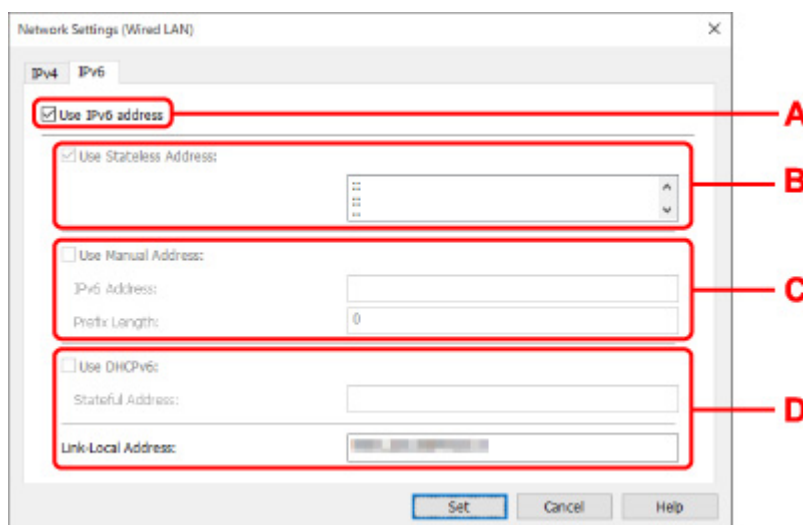 Network Settings (Wired LAN)
IPv4 IPv6
Use IPv6 address
A
Use Stateless Address:
B
::
::
::
Use Manual Address:
IPv6 Address:
C
Prefix Length: 0
Use DHCPv6:
Stateful Address:
D
Link-Local Address:
Set Cancel Help